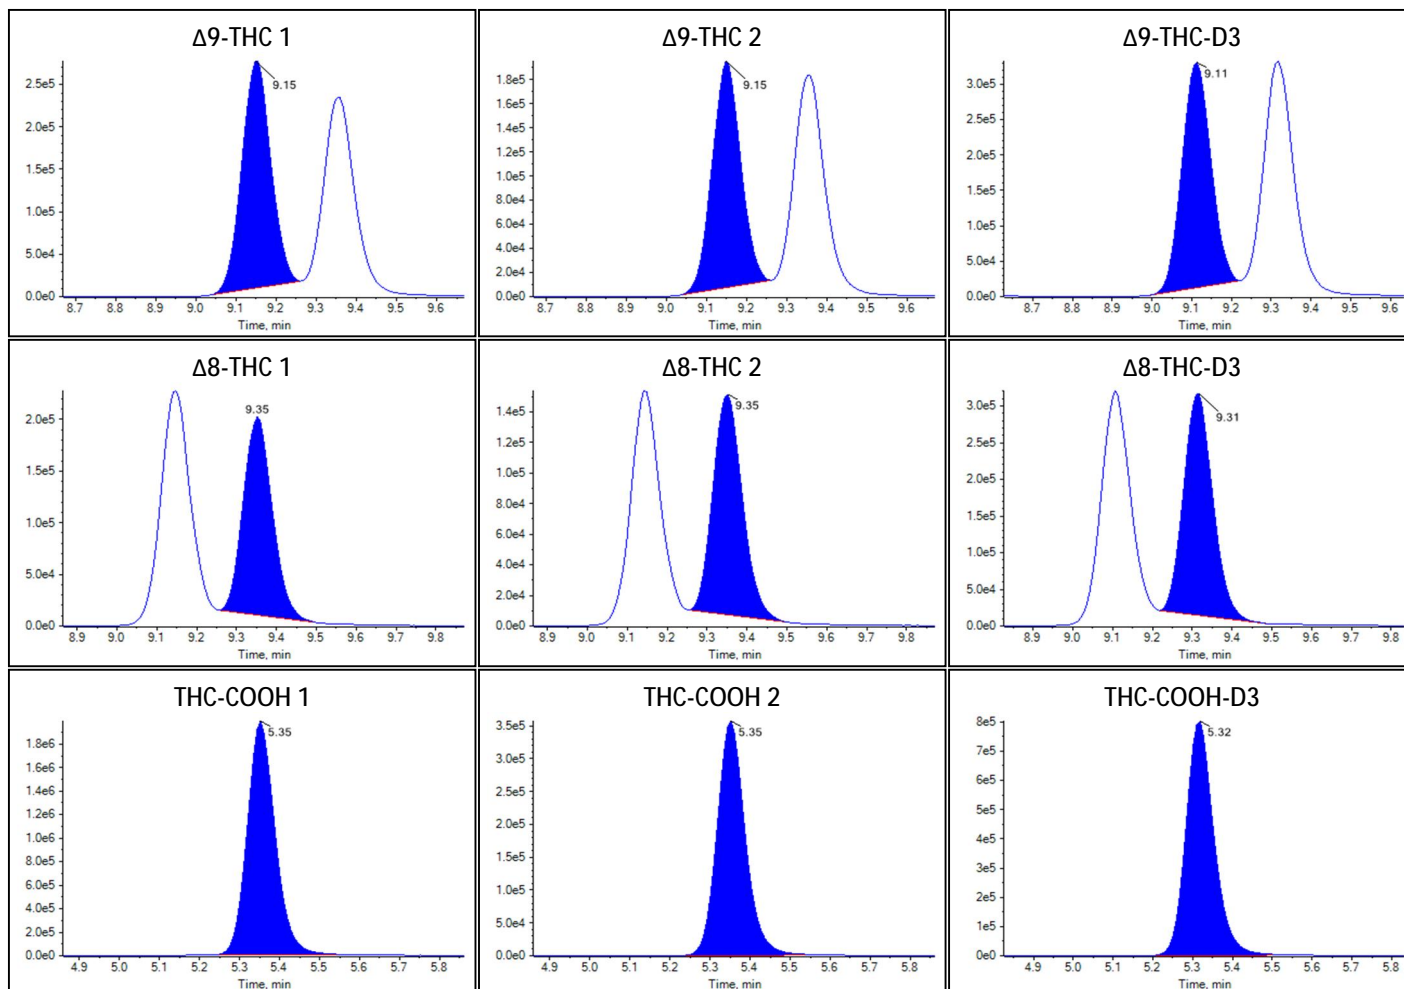 Δ9-THC 1
2.5e5
2.0e5
1.5e5
1.0e5
5.0e4
0.0e0
9.15
8.7 8.8 8.9 9.0 9.1 9.2 9.3 9.4 9.5 9.6
Time, min
Δ9-THC 2
1.8e5
1.6e5
1.4e5
1.2e5
1.0e5
8.0e4
6.0e4
4.0e4
2.0e4
0.0e0
9.15
8.7 8.8 8.9 9.0 9.1 9.2 9.3 9.4 9.5 9.6
Time, min
Δ9-THC-D3
3.0e5
2.5e5
2.0e5
1.5e5
1.0e5
5.0e4
0.0e0
9.11
8.7 8.8 8.9 9.0 9.1 9.2 9.3 9.4 9.5 9.6
Time, min
Δ8-THC 1
2.0e5
1.5e5
1.0e5
5.0e4
0.0e0
9.35
8.9 9.0 9.1 9.2 9.3 9.4 9.5 9.6 9.7 9.8
Time, min
Δ8-THC 2
1.4e5
1.2e5
1.0e5
8.0e4
6.0e4
4.0e4
2.0e4
0.0e0
9.35
8.9 9.0 9.1 9.2 9.3 9.4 9.5 9.6 9.7 9.8
Time, min
Δ8-THC-D3
3.0e5
2.5e5
2.0e5
1.5e5
1.0e5
5.0e4
0.0e0
9.31
8.9 9.0 9.1 9.2 9.3 9.4 9.5 9.6 9.7 9.8
Time, min
THC-COOH 1
1.8e6
1.6e6
1.4e6
1.2e6
1.0e6
8.0e5
6.0e5
4.0e5
2.0e5
0.0e0
5.35
4.9 5.0 5.1 5.2 5.3 5.4 5.5 5.6 5.7 5.8
Time, min
THC-COOH 2
3.5e5
3.0e5
2.5e5
2.0e5
1.5e5
1.0e5
5.0e4
0.0e0
5.35
4.9 5.0 5.1 5.2 5.3 5.4 5.5 5.6 5.7 5.8
Time, min
THC-COOH-D3
8e5
7e5
6e5
5e5
4e5
3e5
2e5
1e5
0e0
5.32
4.9 5.0 5.1 5.2 5.3 5.4 5.5 5.6 5.7 5.8
Time, min